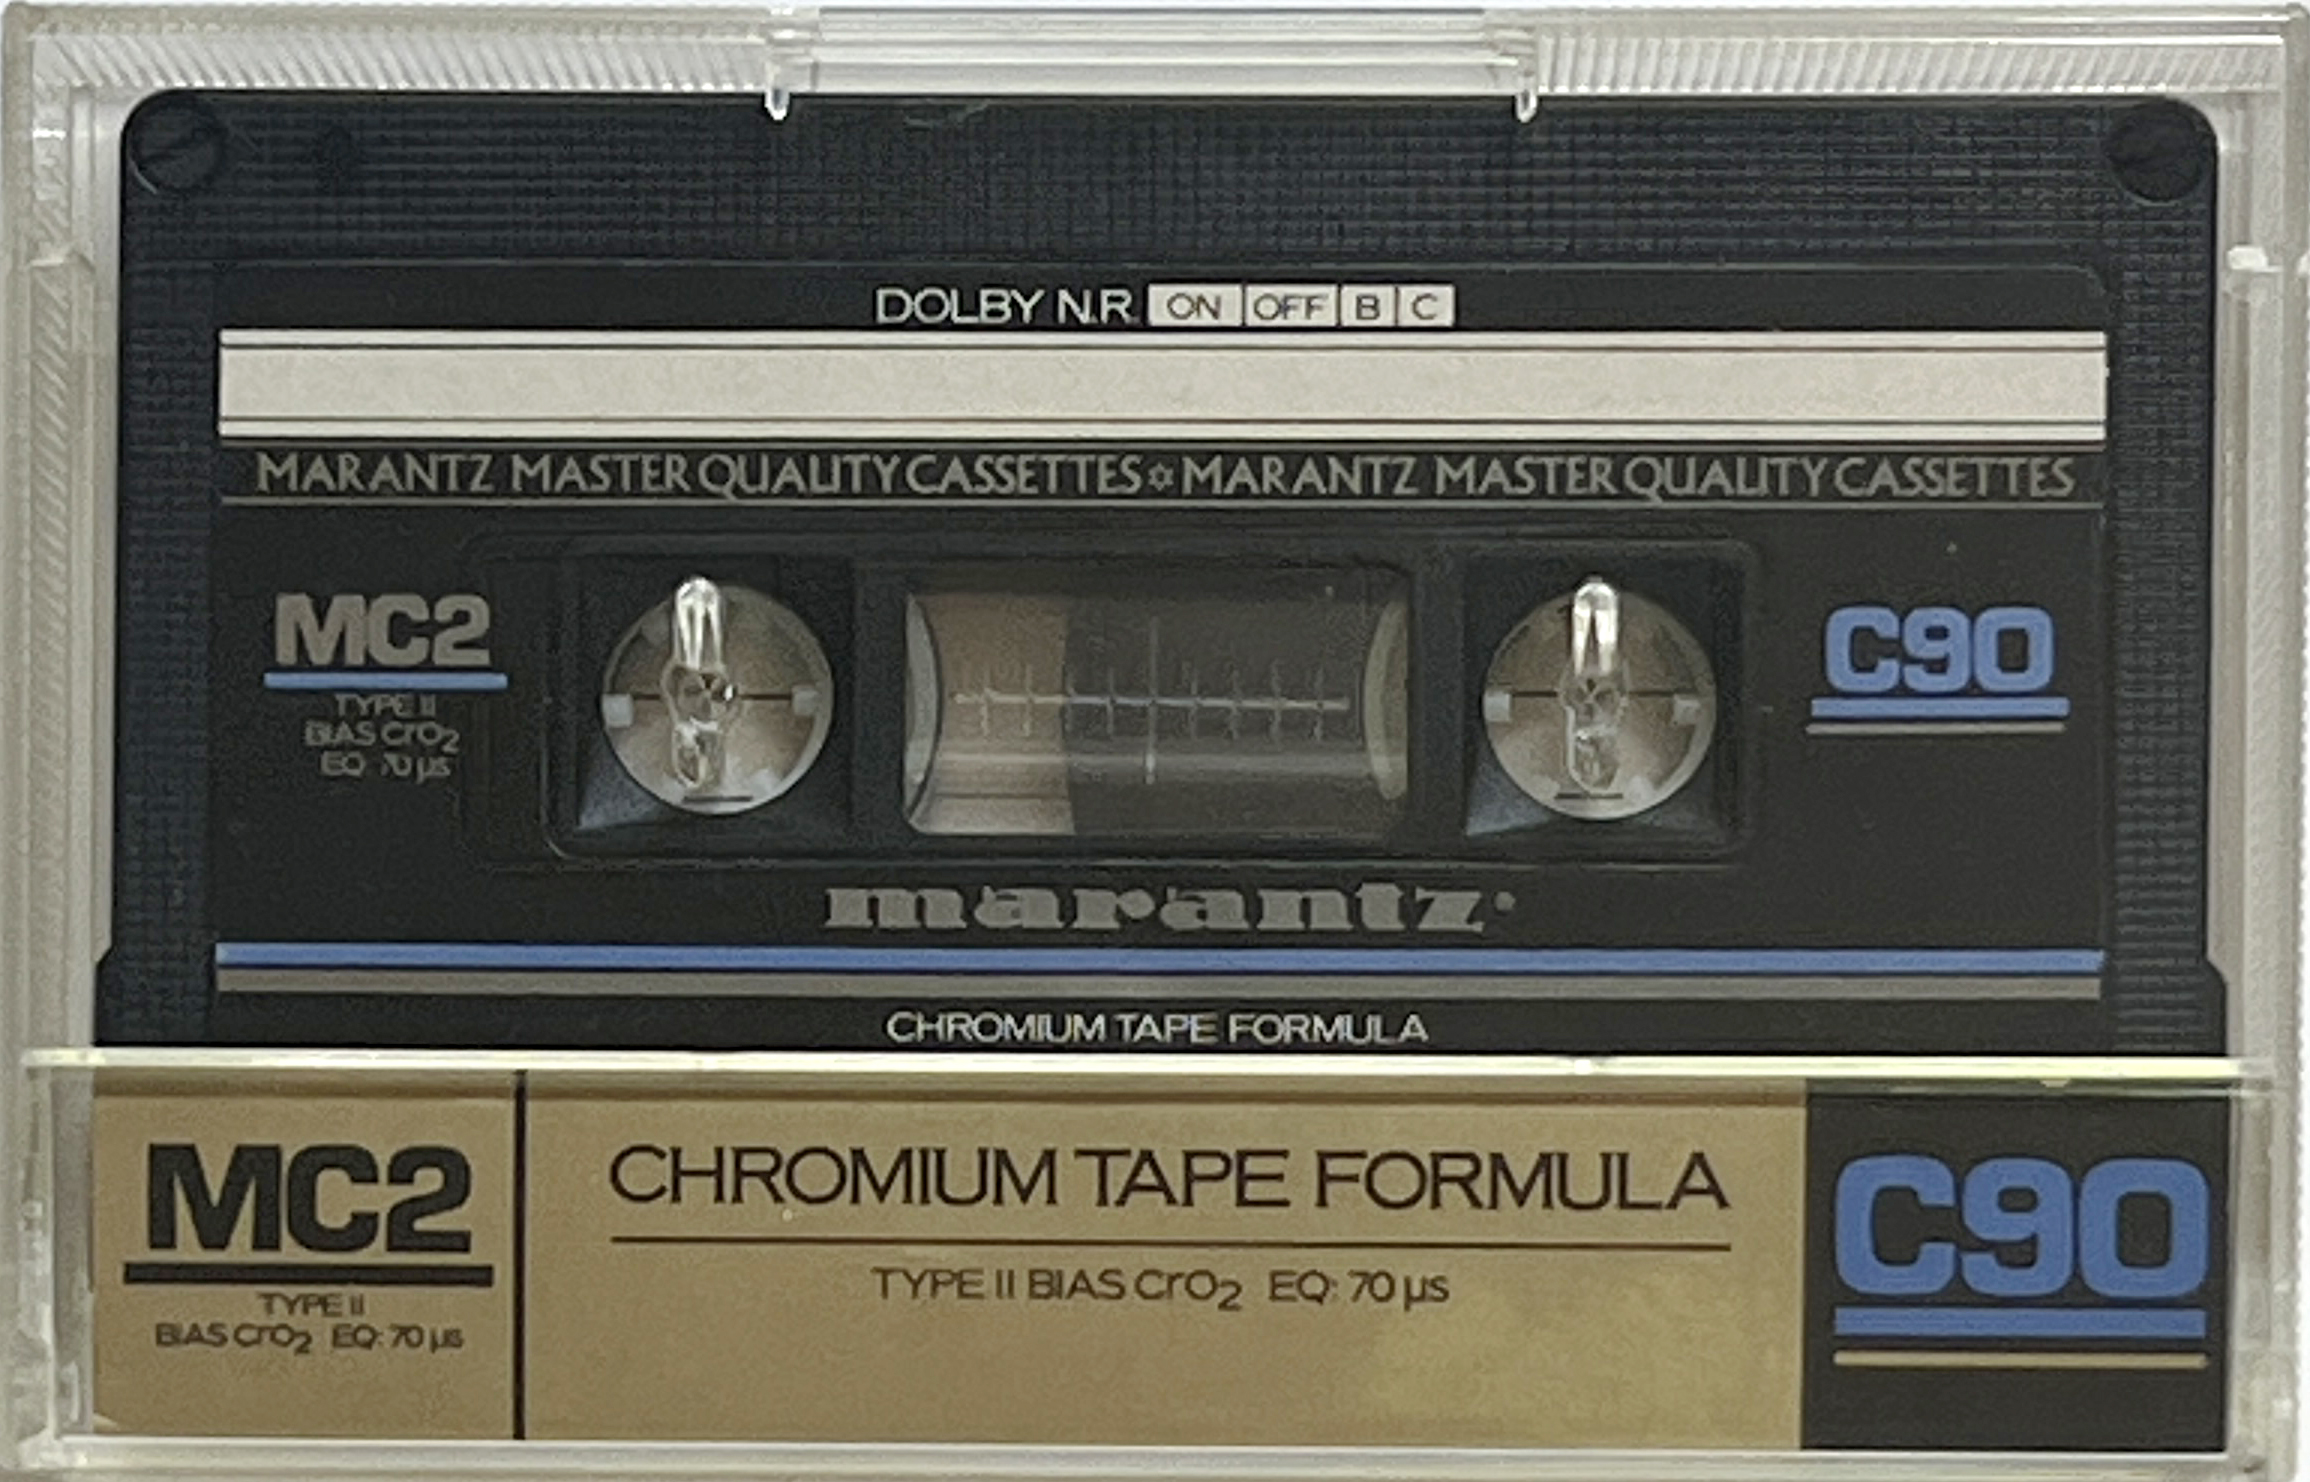 DOLBY N.R. ON OFF B C
MARANTZ MASTER QUALITY CASSETTES✡MARANTZ MASTER QUALITY CASSETTES
MC2
TYPE II
BIAS CrO₂
EQ 70 µs
C90
marantz
CHROMIUM TAPE FORMULA
MC2
TYPE II
BIAS CrO₂ EQ: 70 µs
CHROMIUM TAPE FORMULA
TYPE II BIAS CrO₂ EQ: 70 µs
C90